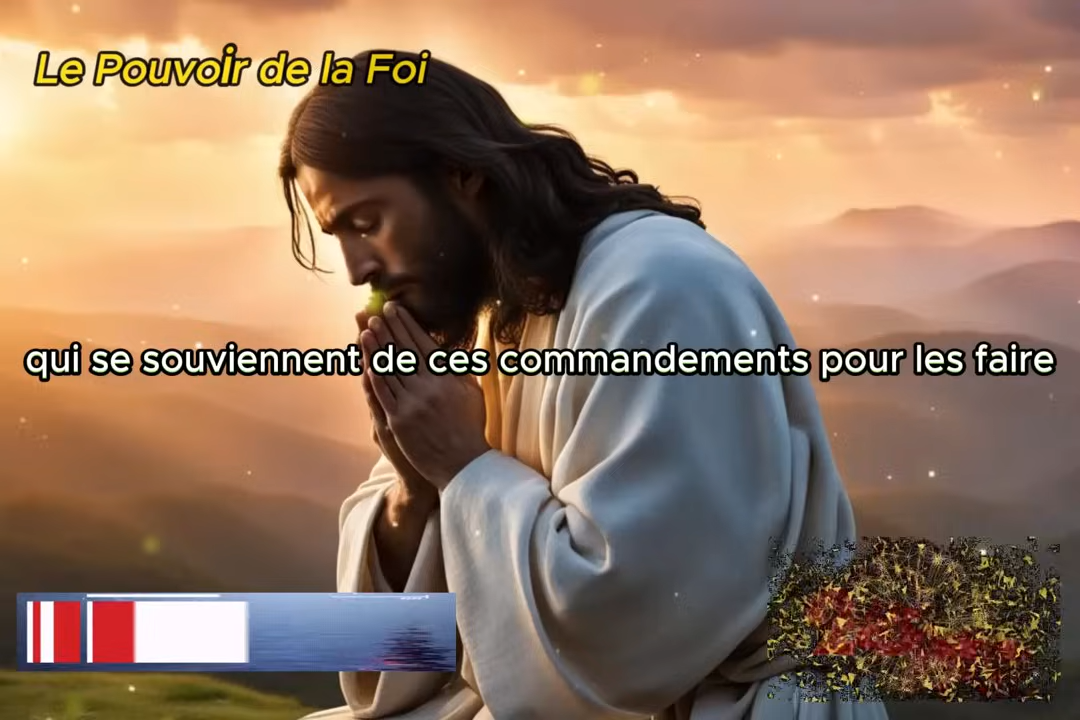 Le Pouvoir de la Foi
qui se souviennent de ces commandements pour les faire